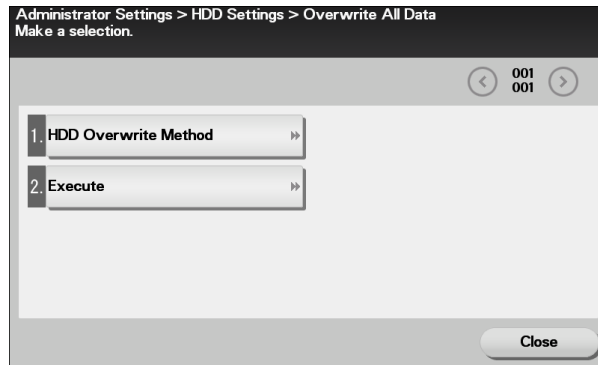 Administrator Settings > HDD Settings > Overwrite All Data
Make a selection.
001
001
1. HDD Overwrite Method
2. Execute
Close